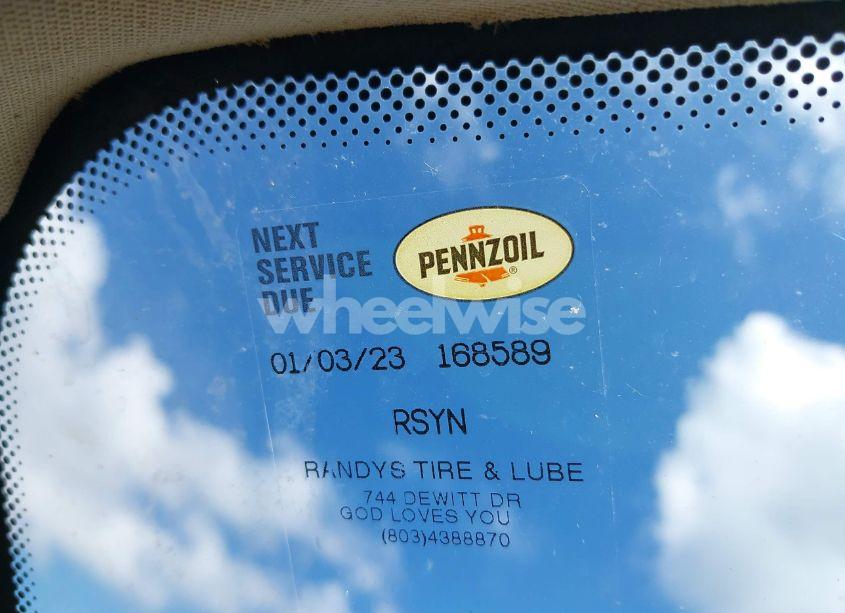 NEXT
SERVICE
DUE
PENNZOIL
®
wheelwise
01/03/23 168589
RSYN
RANDYS TIRE & LUBE
744 DEWITT DR
GOD LOVES YOU
(803)4388870